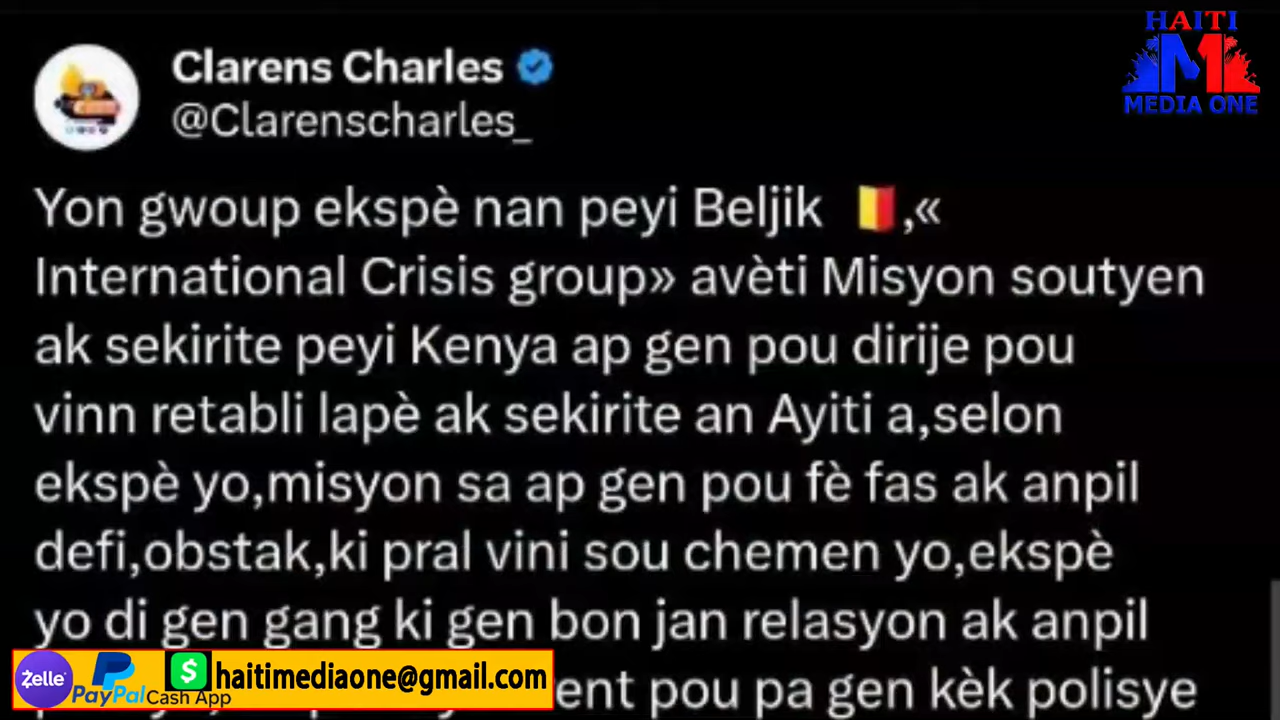 HAITI
MEDIA ONE
Clarens Charles
@Clarenscharles_
Yon gwoup ekspè nan peyi Beljik 🇧🇪,«
International Crisis group» avèti Misyon soutyen
ak sekirite peyi Kenya ap gen pou dirije pou
vinn retabli lapè ak sekirite an Ayiti a,selon
ekspè yo,misyon sa ap gen pou fè fas ak anpil
defi,obstak,ki pral vini sou chemen yo,ekspè
yo di gen gang ki gen bon jan relasyon ak anpil
ent pou pa gen kèk polisye
Zelle PayPal $ Cash App haitimediaone@gmail.com